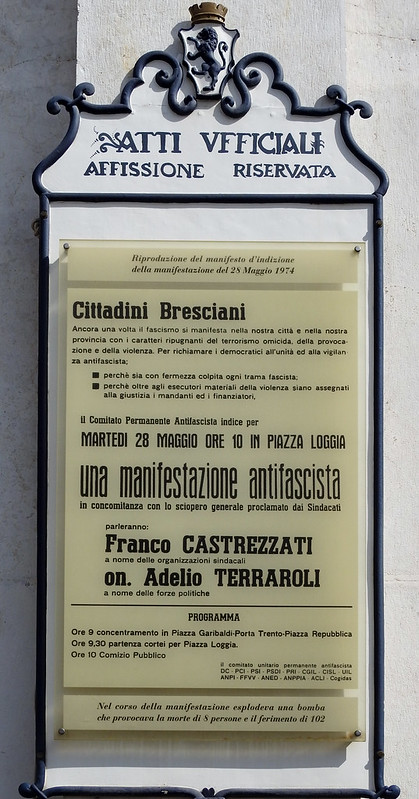 ATTI VFFICIALI
AFFISSIONE RISERVATA
Riproduzione del manifesto d'indizione
della manifestazione del 28 Maggio 1974
Cittadini Bresciani
Ancora una volta il fascismo si manifesta nella nostra città e nella nostra
provincia con i caratteri ripugnanti del terrorismo omicida, della provoca-
zione e della violenza. Per richiamare i democratici all'unità ed alla vigilan-
za antifascista;
perchè sia con fermezza colpita ogni trama fascista;
perchè oltre agli esecutori materiali della violenza siano assegnati
alla giustizia i mandanti ed i finanziatori,
il Comitato Permanente Antifascista indice per
MARTEDI 28 MAGGIO ORE 10 IN PIAZZA LOGGIA
una manifestazione antifascista
in concomitanza con lo sciopero generale proclamato dai Sindacati
parleranno:
Franco CASTREZZATI
a nome delle organizzazioni sindacali
on. Adelio TERRAROLI
a nome delle forze politiche
PROGRAMMA
Ore 9 concentramento in Piazza Garibaldi-Porta Trento-Piazza Repubblica
Ore 9,30 partenza cortei per Piazza Loggia.
Ore 10 Comizio Pubblico
il comitato unitario permanente antifascista
DC - PCI - PSI - PSDI - PRI - CGIL - CISL - UIL
ANPI - FFVV - ANED - ANPPIA - ACLI - Cogidas
Nel corso della manifestazione esplodeva una bomba
che provocava la morte di 8 persone e il ferimento di 102